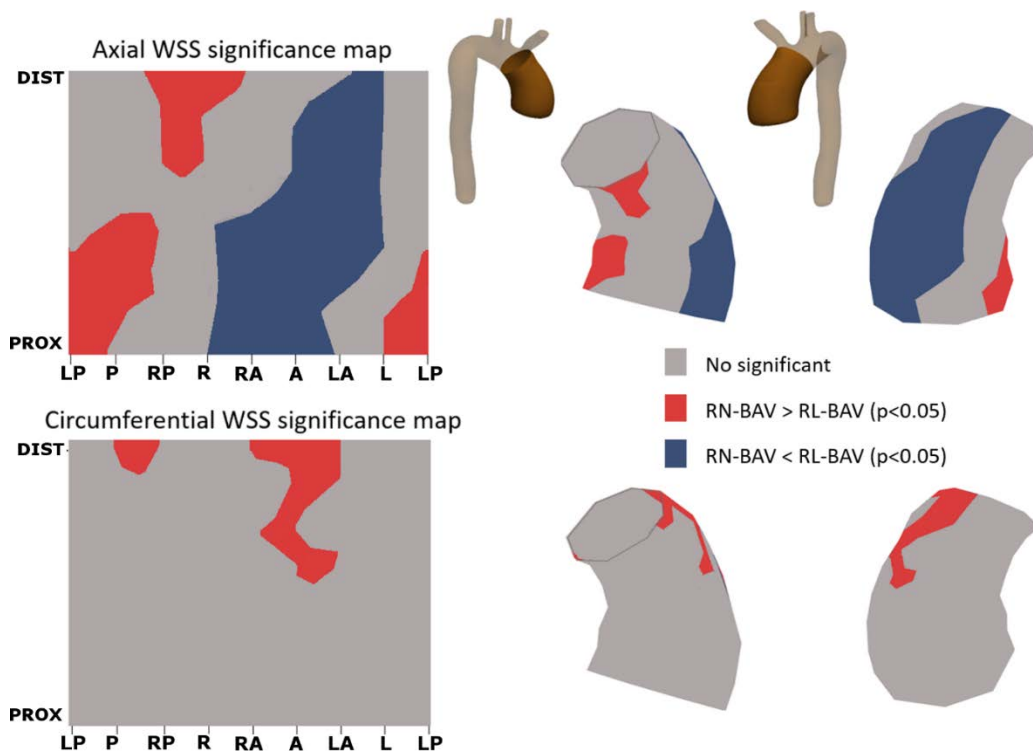 Axial WSS significance map
DIST
PROX
LP P RP R RA A LA L LP
No significant
RN-BAV > RL-BAV (p<0.05)
RN-BAV < RL-BAV (p<0.05)
Circumferential WSS significance map
DIST
PROX
LP P RP R RA A LA L LP